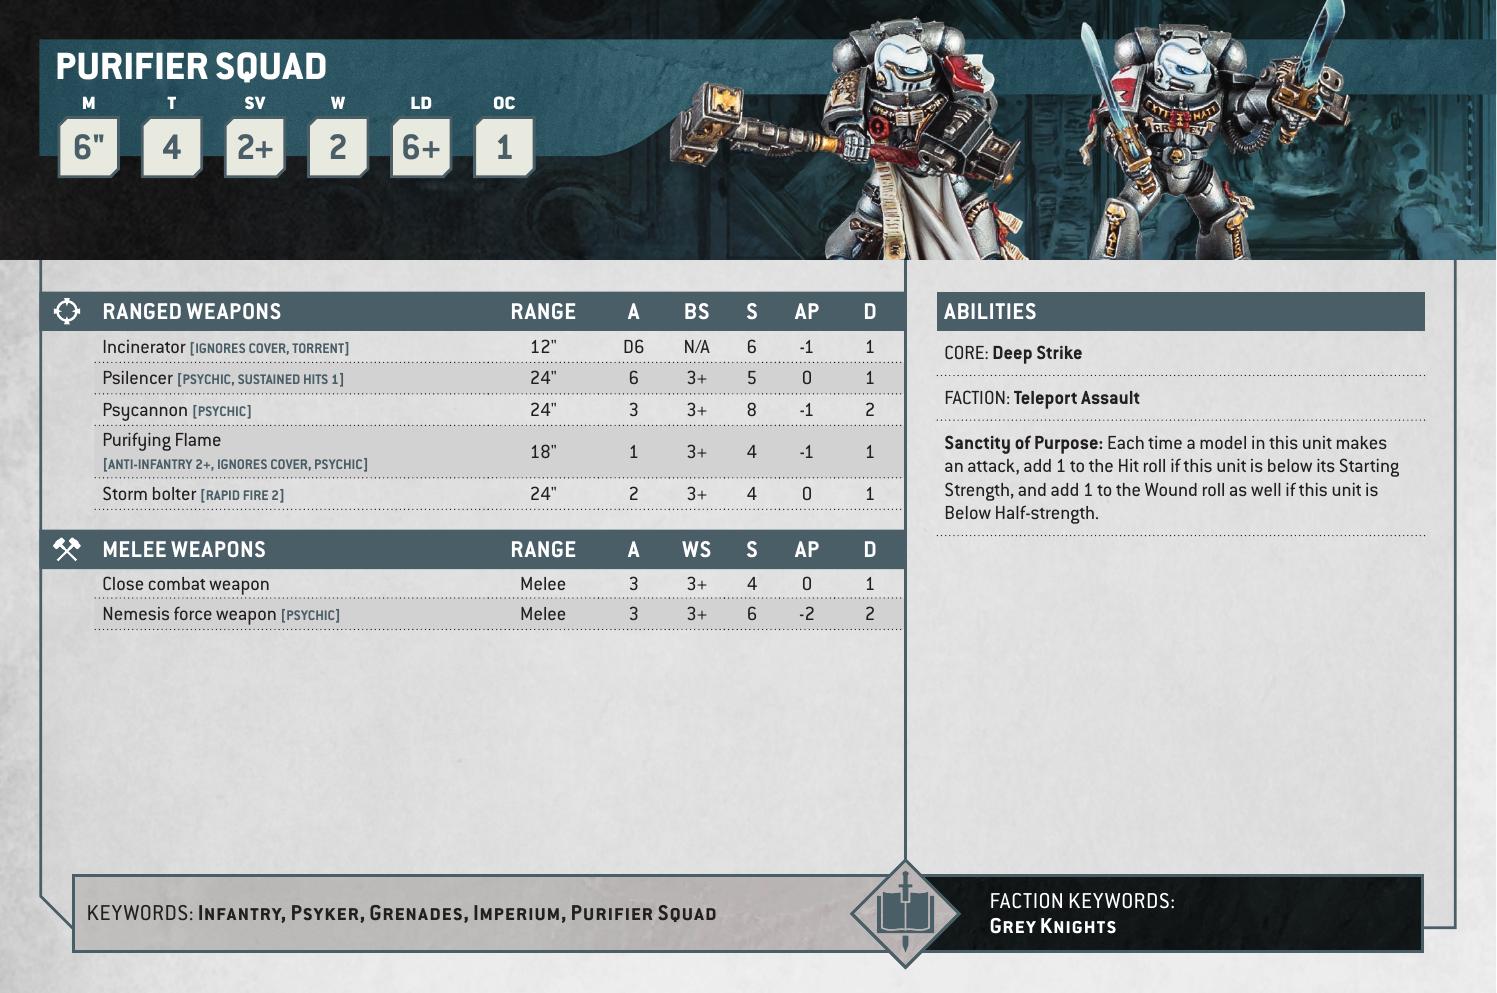 PURIFIER SQUAD
M T SV W LD OC
6" 4 2+ 2 6+ 1
RANGED WEAPONS RANGE A BS S AP D
Incinerator [IGNORES COVER, TORRENT] 12" D6 N/A 6 -1 1
Psilencer [PSYCHIC, SUSTAINED HITS 1] 24" 6 3+ 5 0 1
Psycannon [PSYCHIC] 24" 3 3+ 8 -1 2
Purifying Flame
[ANTI-INFANTRY 2+, IGNORES COVER, PSYCHIC] 18" 1 3+ 4 -1 1
Storm bolter [RAPID FIRE 2] 24" 2 3+ 4 0 1
MELEE WEAPONS RANGE A WS S AP D
Close combat weapon Melee 3 3+ 4 0 1
Nemesis force weapon [PSYCHIC] Melee 3 3+ 6 -2 2
ABILITIES
CORE: Deep Strike
FACTION: Teleport Assault
Sanctity of Purpose: Each time a model in this unit makes
an attack, add 1 to the Hit roll if this unit is below its Starting
Strength, and add 1 to the Wound roll as well if this unit is
Below Half-strength.
KEYWORDS: INFANTRY, PSYKER, GRENADES, IMPERIUM, PURIFIER SQUAD
FACTION KEYWORDS:
GREY KNIGHTS